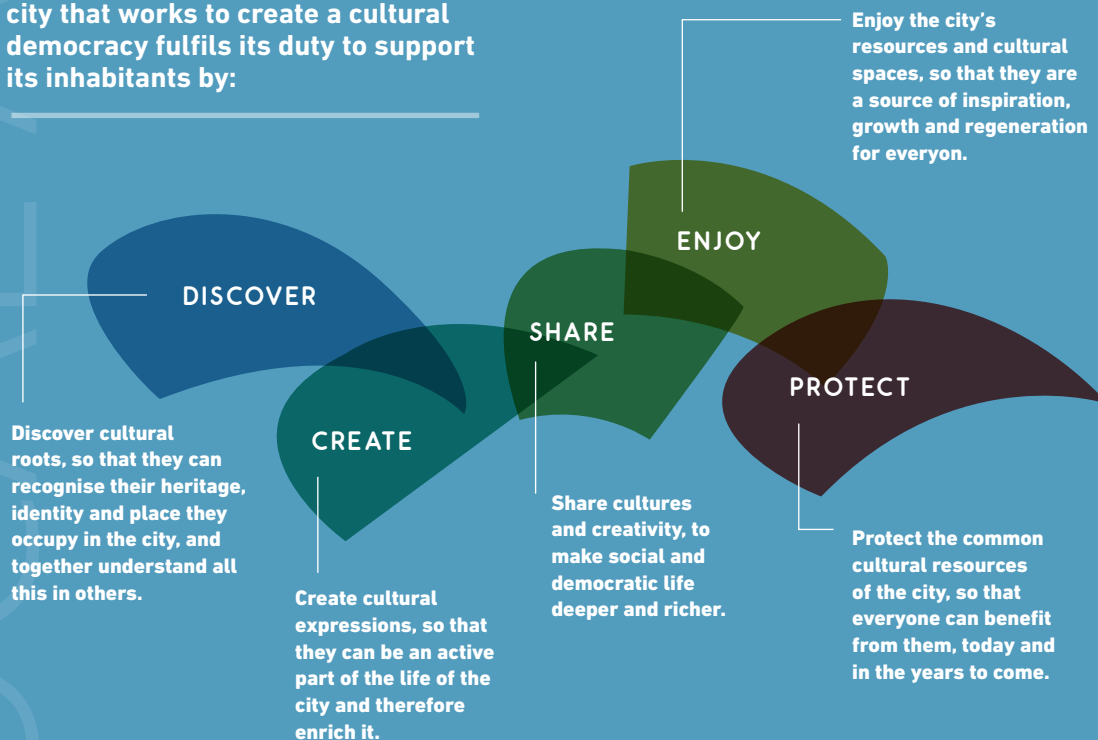 city that works to create a cultural
democracy fulfils its duty to support
its inhabitants by:
DISCOVER
Discover cultural
roots, so that they can
recognise their heritage,
identity and place they
occupy in the city, and
together understand all
this in others.
CREATE
Create cultural
expressions, so that
they can be an active
part of the life of the
city and therefore
enrich it.
SHARE
Share cultures
and creativity, to
make social and
democratic life
deeper and richer.
ENJOY
Enjoy the city’s
resources and cultural
spaces, so that they are
a source of inspiration,
growth and regeneration
for everyon.
PROTECT
Protect the common
cultural resources
of the city, so that
everyone can benefit
from them, today and
in the years to come.